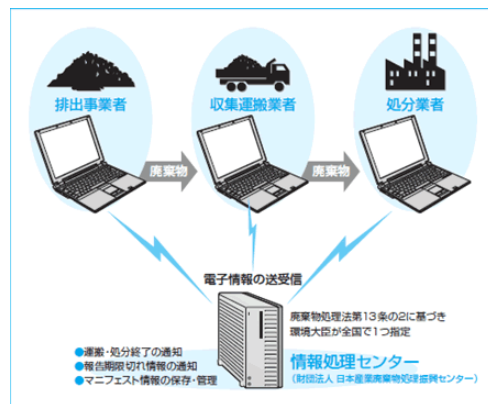 排出事業者
収集運搬業者
処分業者
廃棄物
廃棄物
電子情報の送受信
廃棄物処理法第13条の2に基づき
環境大臣が全国で1つ指定
●運搬・処分終了の通知
●報告期限切れ情報の通知
●マニフェスト情報の保存・管理
情報処理センター
(財団法人 日本産業廃棄物処理振興センター)